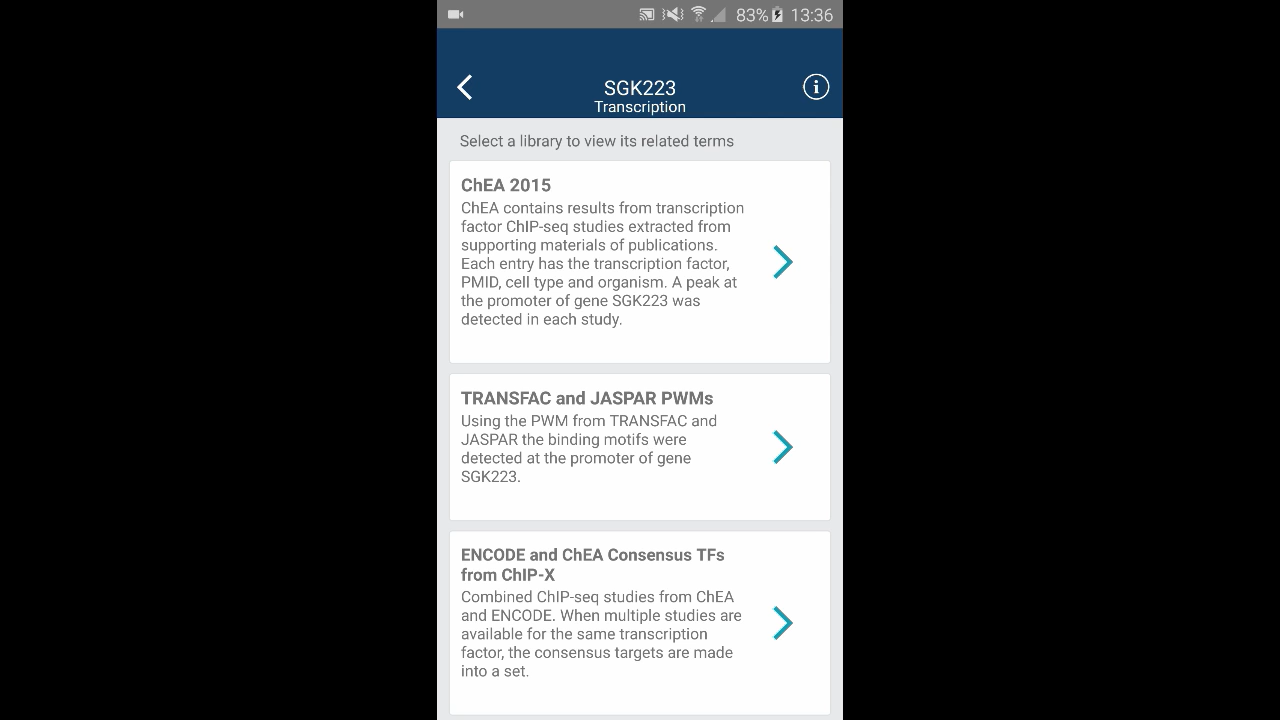 83% 13:36
SGK223
Transcription
Select a library to view its related terms
ChEA 2015
ChEA contains results from transcription
factor ChIP-seq studies extracted from
supporting materials of publications.
Each entry has the transcription factor,
PMID, cell type and organism. A peak at
the promoter of gene SGK223 was
detected in each study.
TRANSFAC and JASPAR PWMs
Using the PWM from TRANSFAC and
JASPAR the binding motifs were
detected at the promoter of gene
SGK223.
ENCODE and ChEA Consensus TFs
from ChIP-X
Combined ChIP-seq studies from ChEA
and ENCODE. When multiple studies are
available for the same transcription
factor, the consensus targets are made
into a set.